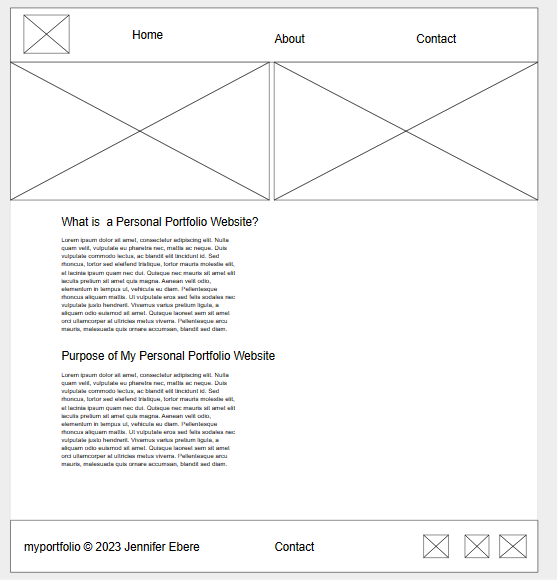 Home
About
Contact
What is a Personal Portfolio Website?
Lorem ipsum dolor sit amet, consectetur adipiscing elit. Nulla
quam velit, vulputate eu pharetra nec, mattis ac neque. Duis
vulputate commodo lectus, ac blandit elit tincidunt id. Sed
rhoncus, tortor sed eleifend tristique, tortor mauris molestie elit,
et lacinia ipsum quam nec dui. Quisque nec mauris sit amet elit
iaculis pretium sit amet quis magna. Aenean velit odio,
elementum in tempus ut, vehicula eu diam. Pellentesque
rhoncus aliquam mattis. Ut vulputate eros sed felis sodales nec
vulputate justo hendrerit. Vivamus varius pretium ligula, a
aliquam odio euismod sit amet. Quisque laoreet sem sit amet
orci ullamcorper at ultricies metus viverra. Pellentesque arcu
mauris, malesuada quis ornare accumsan, blandit sed diam.
Purpose of My Personal Portfolio Website
Lorem ipsum dolor sit amet, consectetur adipiscing elit. Nulla
quam velit, vulputate eu pharetra nec, mattis ac neque. Duis
vulputate commodo lectus, ac blandit elit tincidunt id. Sed
rhoncus, tortor sed eleifend tristique, tortor mauris molestie elit,
et lacinia ipsum quam nec dui. Quisque nec mauris sit amet elit
iaculis pretium sit amet quis magna. Aenean velit odio,
elementum in tempus ut, vehicula eu diam. Pellentesque
rhoncus aliquam mattis. Ut vulputate eros sed felis sodales nec
vulputate justo hendrerit. Vivamus varius pretium ligula, a
aliquam odio euismod sit amet. Quisque laoreet sem sit amet
orci ullamcorper at ultricies metus viverra. Pellentesque arcu
mauris, malesuada quis ornare accumsan, blandit sed diam.
myportfolio © 2023 Jennifer Ebere
Contact